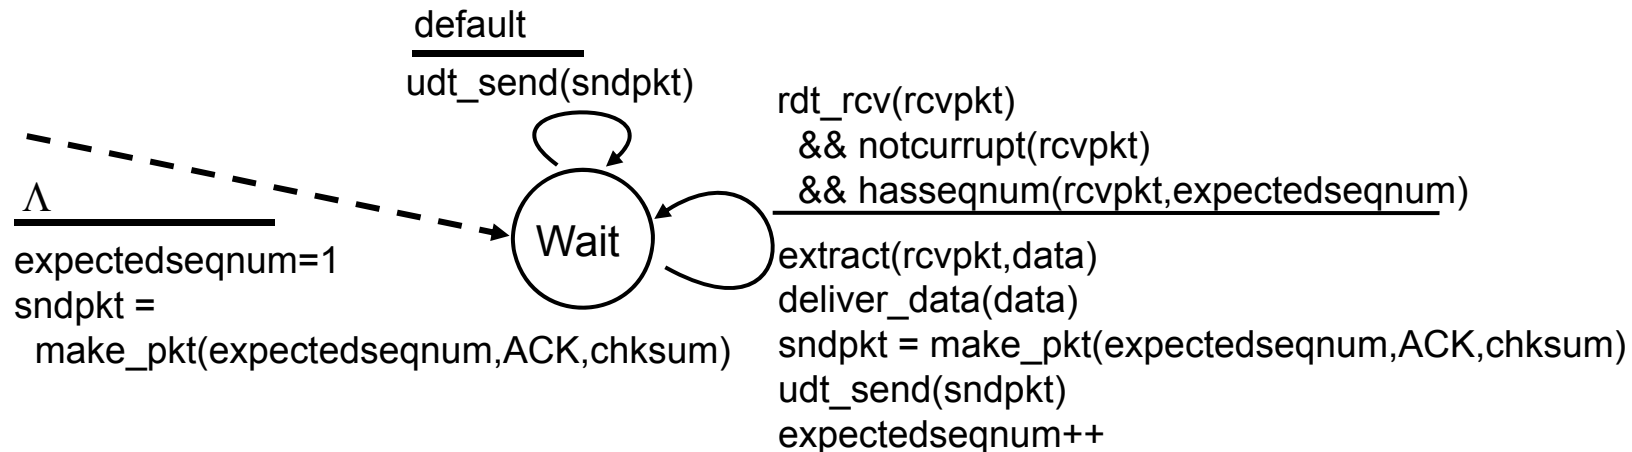 default
udt_send(sndpkt)
rdt_rcv(rcvpkt)
&& notcurrupt(rcvpkt)
&& hasseqnum(rcvpkt,expectedseqnum)
Λ
Wait
expectedseqnum=1
sndpkt =
make_pkt(expectedseqnum,ACK,chksum)
extract(rcvpkt,data)
deliver_data(data)
sndpkt = make_pkt(expectedseqnum,ACK,chksum)
udt_send(sndpkt)
expectedseqnum++